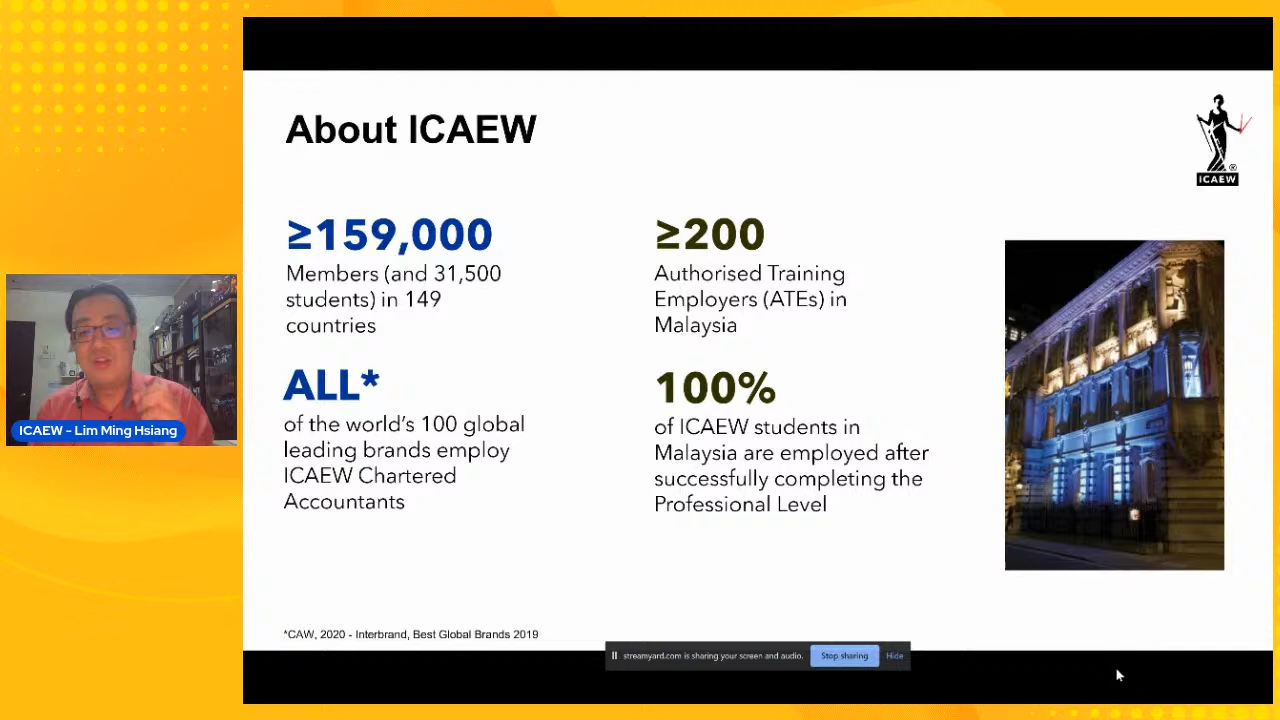 About ICAEW
®
ICAEW
≥159,000
Members (and 31,500
students) in 149
countries
≥200
Authorised Training
Employers (ATEs) in
Malaysia
ALL*
of the world's 100 global
leading brands employ
ICAEW Chartered
Accountants
100%
of ICAEW students in
Malaysia are employed after
successfully completing the
Professional Level
ICAEW – Lim Ming Hsiang
*CAW, 2020 - Interbrand, Best Global Brands 2019
streamyard.com is sharing your screen and audio. Stop sharing Hide